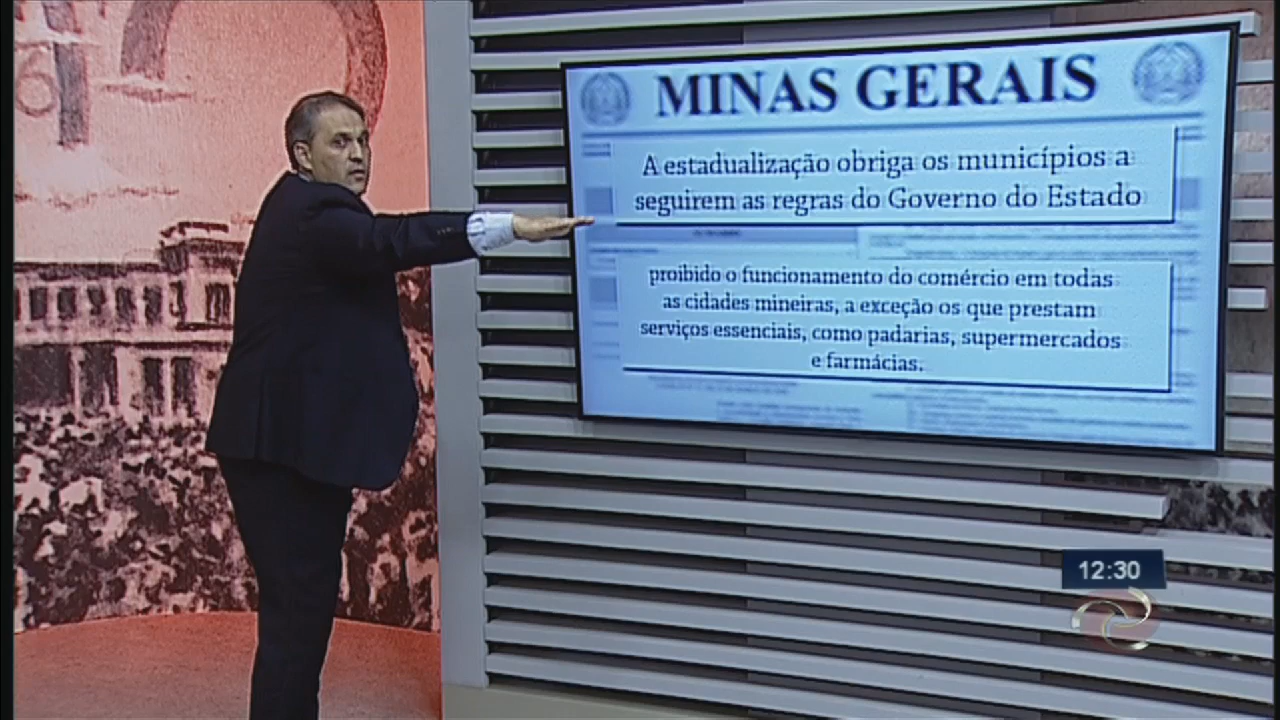 MINAS GERAIS
A estadualização obriga os municípios a
seguirem as regras do Governo do Estado
proibido o funcionamento do comércio em todas
as cidades mineiras, a exceção os que prestam
serviços essenciais, como padarias, supermercados
e farmácias.
12:30